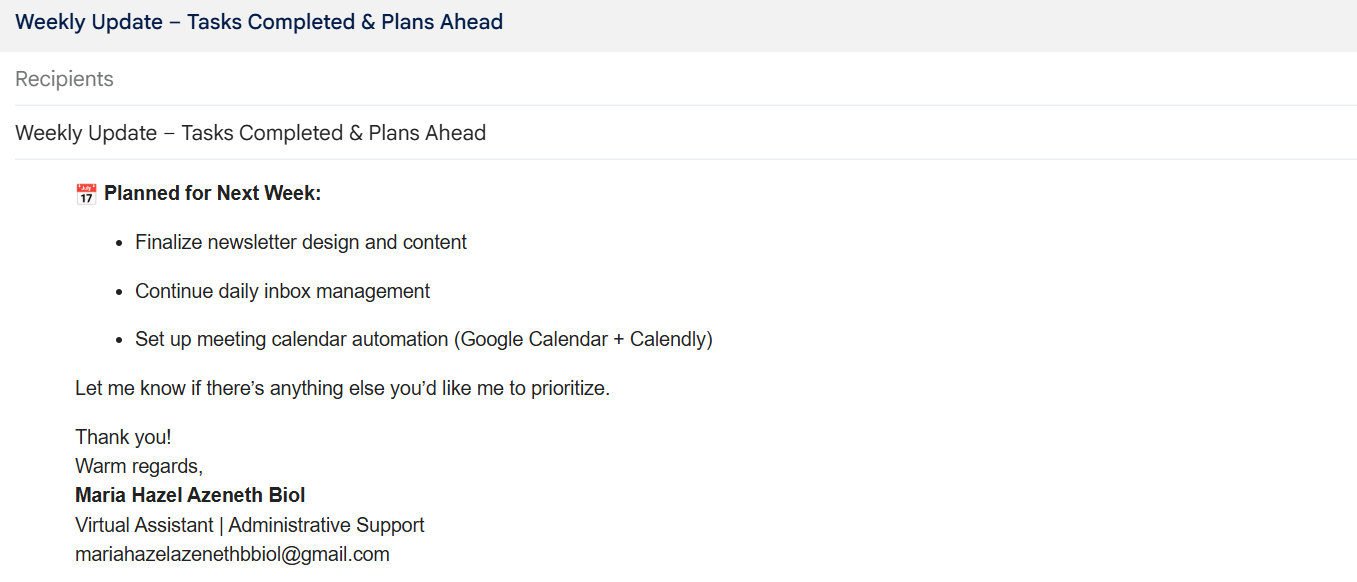 Weekly Update – Tasks Completed & Plans Ahead
Recipients
Weekly Update – Tasks Completed & Plans Ahead
July 17 Planned for Next Week:
• Finalize newsletter design and content
• Continue daily inbox management
• Set up meeting calendar automation (Google Calendar + Calendly)
Let me know if there’s anything else you’d like me to prioritize.
Thank you!
Warm regards,
Maria Hazel Azeneth Biol
Virtual Assistant | Administrative Support
mariahazelazenethbbiol@gmail.com